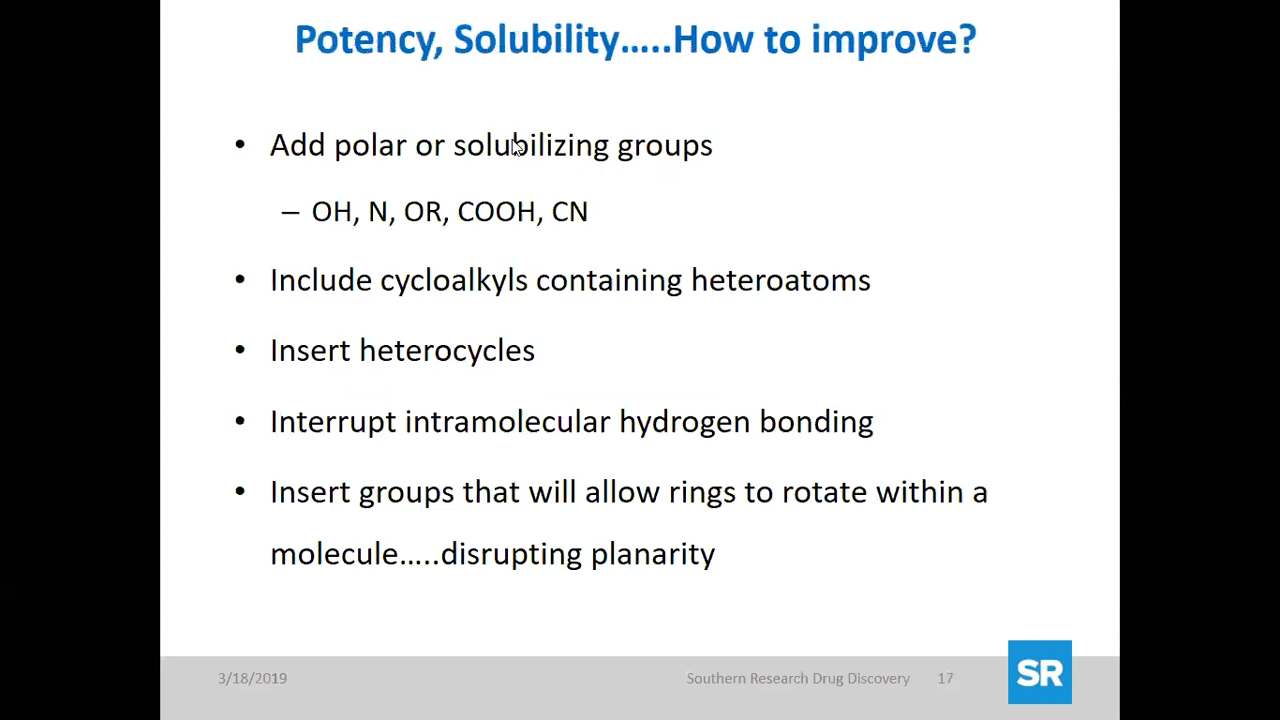 Potency, Solubility…..How to improve?
• Add polar or solubilizing groups
– OH, N, OR, COOH, CN
• Include cycloalkyls containing heteroatoms
• Insert heterocycles
• Interrupt intramolecular hydrogen bonding
• Insert groups that will allow rings to rotate within a
molecule…..disrupting planarity
3/18/2019 Southern Research Drug Discovery 17
SR